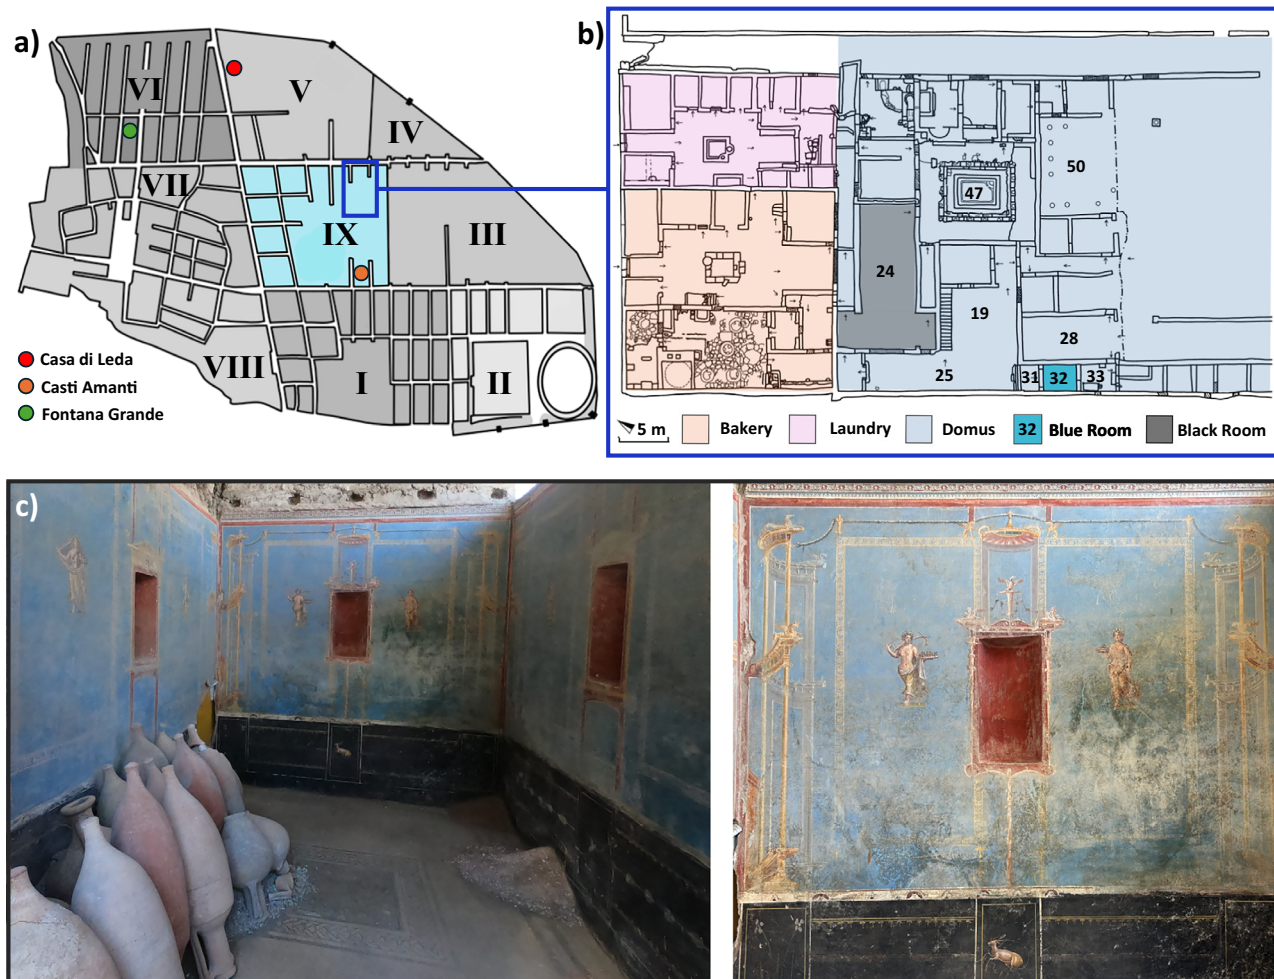 a)
VI
V
IV
VII
IX
III
VIII
I
II
Casa di Leda
Casti Amanti
Fontana Grande
b)
50
47
24
19
28
25
31
32
33
5 m
Bakery
Laundry
Domus
32
Blue Room
Black Room
c)